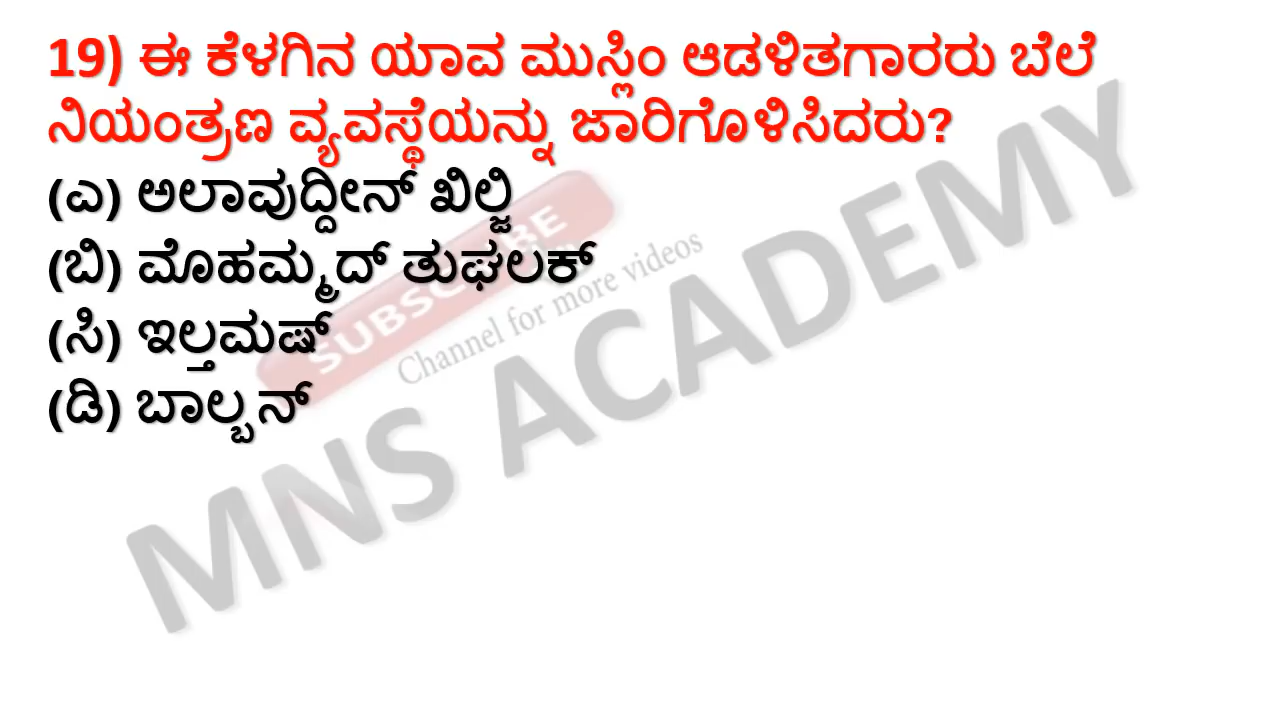 19) ಈ ಕೆಳಗಿನ ಯಾವ ಮುಸ್ಲಿಂ ಆಡಳಿತಗಾರರು ಬೆಲೆ
ನಿಯಂತ್ರಣ ವ್ಯವಸ್ಥೆಯನ್ನು ಜಾರಿಗೊಳಿಸಿದರು?
(ಎ) ಅಲಾವುದ್ದೀನ್ ಖಿಲ್ಜಿ
(ಬಿ) ಮೊಹಮ್ಮದ್ ತುಘಲಕ್
(ಸಿ) ಇಲ್ತಮಷ್
(ಡಿ) ಬಾಲ್ಬನ್
SUBSCRIBE
Channel for more videos
MNS ACADEMY